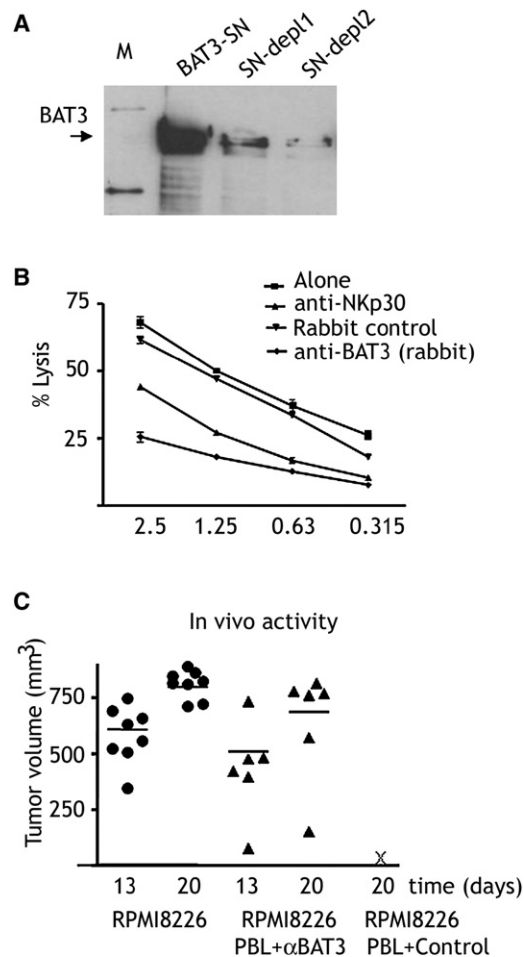 A
M
BAT3-SN
SN-depl1
SN-depl2
BAT3
B
Alone
anti-NKp30
Rabbit control
anti-BAT3 (rabbit)
% Lysis
75
50
25
2.5 1.25 0.63 0.315
C
In vivo activity
Tumor volume (mm³)
750
500
250
X
13 20 13 20 20 time (days)
RPMI8226 RPMI8226 RPMI8226
PBL+αBAT3 PBL+Control